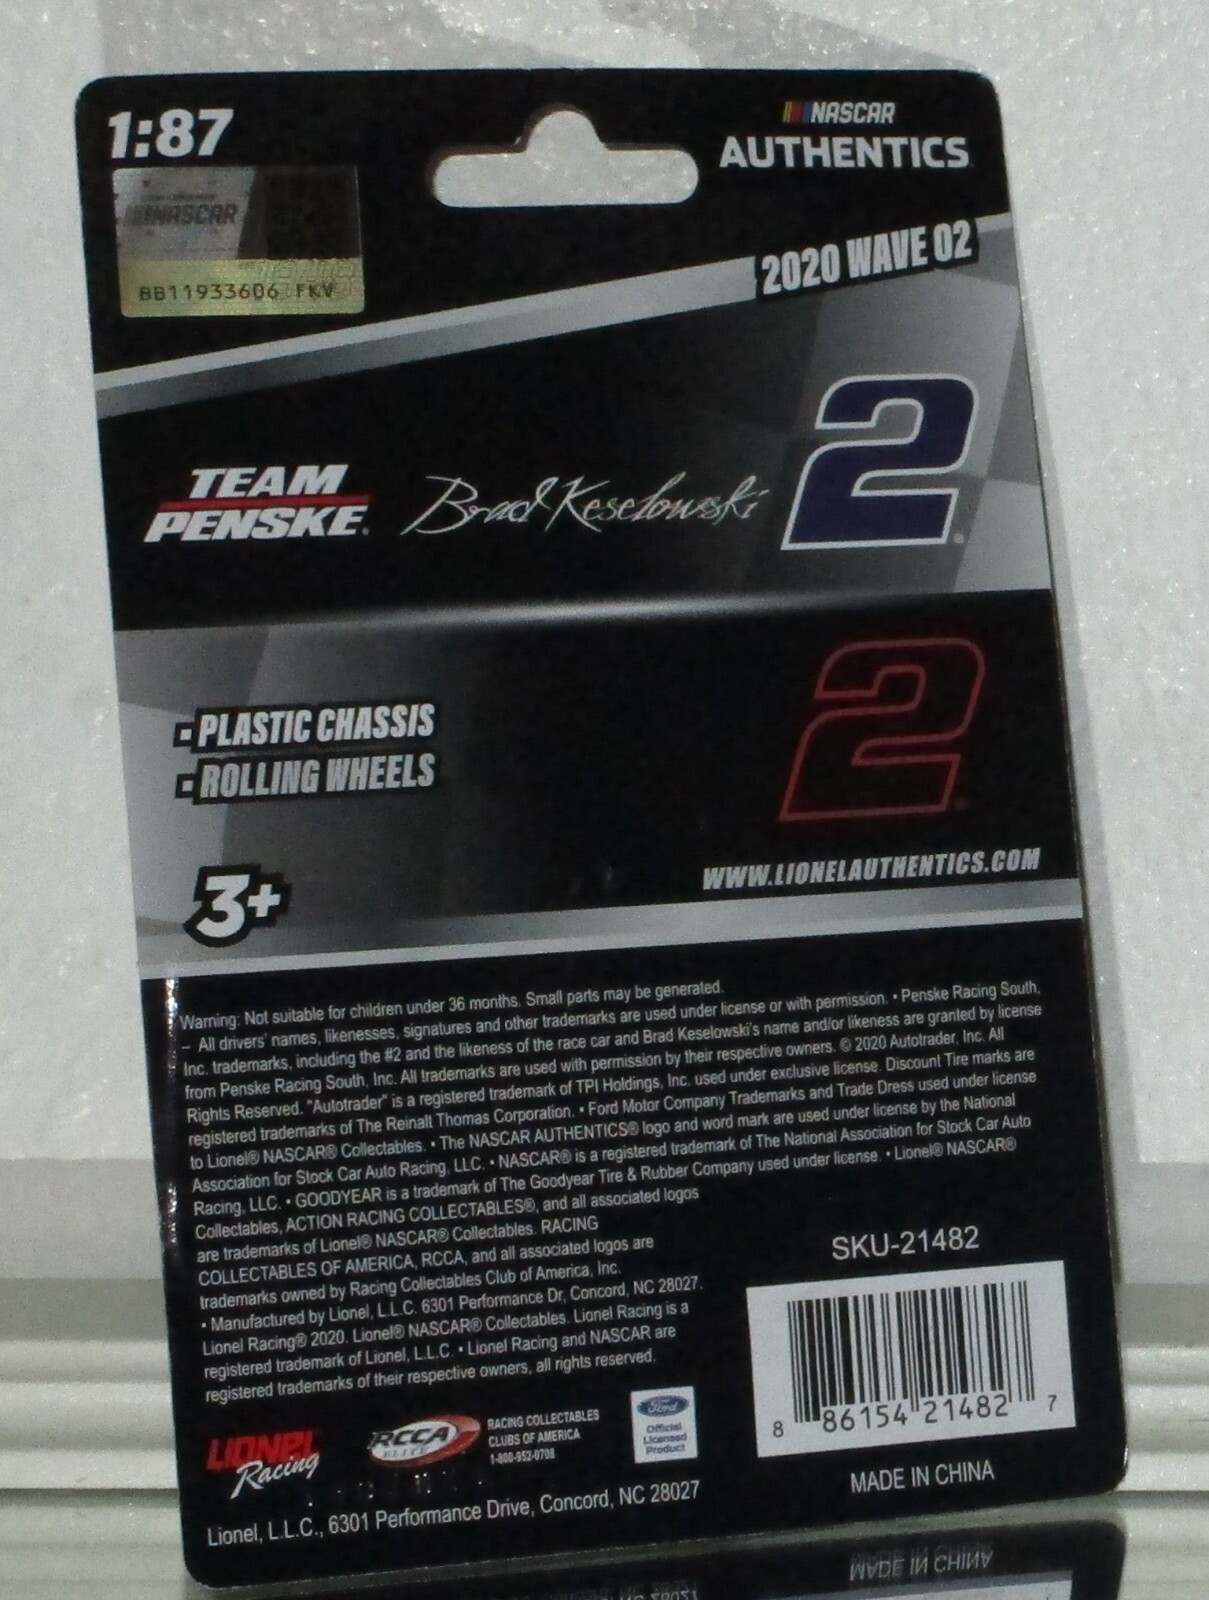 1:87
NASCAR
AUTHENTICS
NASCAR
BB11933606 FKV
2020 WAVE 02
TEAM
PENSKE®
Brad Keselowski
2
PLASTIC CHASSIS
ROLLING WHEELS
2
3+
WWW.LIONELAUTHENTICS.COM
Warning: Not suitable for children under 36 months. Small parts may be generated.
– All drivers' names, likenesses, signatures and other trademarks are used under license or with permission. • Penske Racing South,
Inc. trademarks, including the #2 and the likeness of the race car and Brad Keselowski's name and/or likeness are granted by license
from Penske Racing South, Inc. All trademarks are used with permission by their respective owners. © 2020 Autotrader, Inc. All
Rights Reserved. "Autotrader" is a registered trademark of TPI Holdings, Inc. used under exclusive license. Discount Tire marks are
registered trademarks of The Reinalt Thomas Corporation. • Ford Motor Company Trademarks and Trade Dress used under license
to Lionel® NASCAR® Collectables. • The NASCAR AUTHENTICS® logo and word mark are used under license by the National
Association for Stock Car Auto Racing, LLC. • NASCAR® is a registered trademark of The National Association for Stock Car Auto
Racing, LLC. • GOODYEAR is a trademark of The Goodyear Tire & Rubber Company used under license. • Lionel® NASCAR®
Collectables, ACTION RACING COLLECTABLES®, and all associated logos
are trademarks of Lionel® NASCAR® Collectables. RACING
COLLECTABLES OF AMERICA, RCCA, and all associated logos are
trademarks owned by Racing Collectables Club of America, Inc.
• Manufactured by Lionel, L.L.C. 6301 Performance Dr, Concord, NC 28027.
Lionel Racing® 2020. Lionel® NASCAR® Collectables. Lionel Racing is a
registered trademark of Lionel, L.L.C. • Lionel Racing and NASCAR are
registered trademarks of their respective owners, all rights reserved.
SKU-21482
8 86154 21482 7
MADE IN CHINA
LIONEL
Racing
RCCA
ELITE
RACING COLLECTABLES
CLUBS OF AMERICA
1-800-952-0708
Ford
Official
Licensed
Product
Lionel, L.L.C., 6301 Performance Drive, Concord, NC 28027